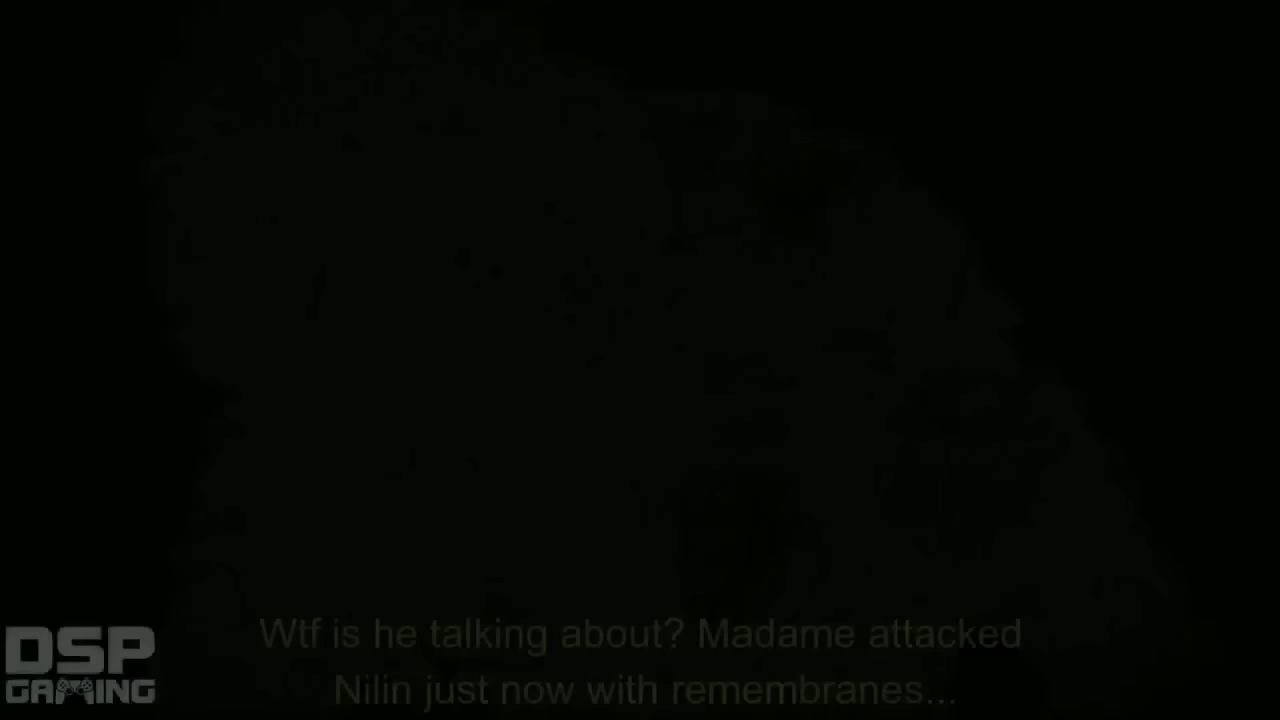 Wtf is he talking about? Madame attacked
Nilin just now with remembranes...
DSP
GAMING